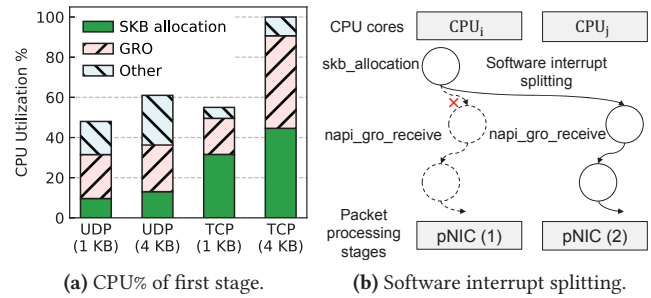 100
80
60
40
20
0
CPU Utilization %
SKB allocation
GRO
Other
UDP
(1 KB)
UDP
(4 KB)
TCP
(1 KB)
TCP
(4 KB)
(a) CPU% of first stage.
CPU cores
CPUᵢ
CPUⱼ
skb_allocation
Software interrupt
splitting
napi_gro_receive
napi_gro_receive
Packet
processing
stages
pNIC (1)
pNIC (2)
(b) Software interrupt splitting.